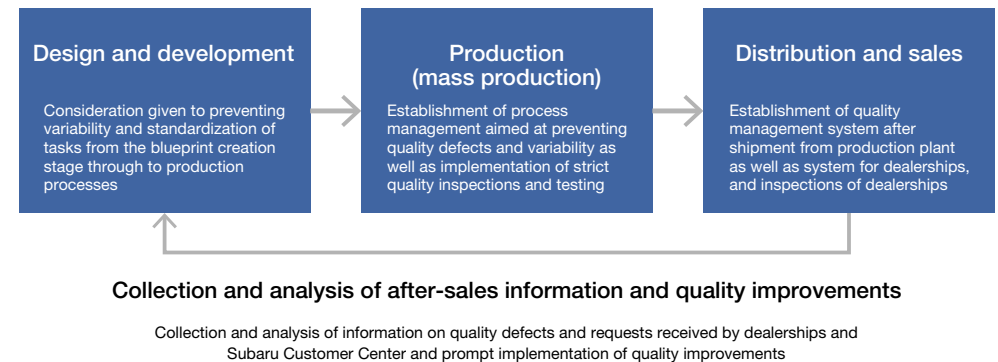 Design and development
Consideration given to preventing
variability and standardization of
tasks from the blueprint creation
stage through to production
processes
Production
(mass production)
Establishment of process
management aimed at preventing
quality defects and variability as
well as implementation of strict
quality inspections and testing
Distribution and sales
Establishment of quality
management system after
shipment from production plant
as well as system for dealerships,
and inspections of dealerships
Collection and analysis of after-sales information and quality improvements
Collection and analysis of information on quality defects and requests received by dealerships and
Subaru Customer Center and prompt implementation of quality improvements